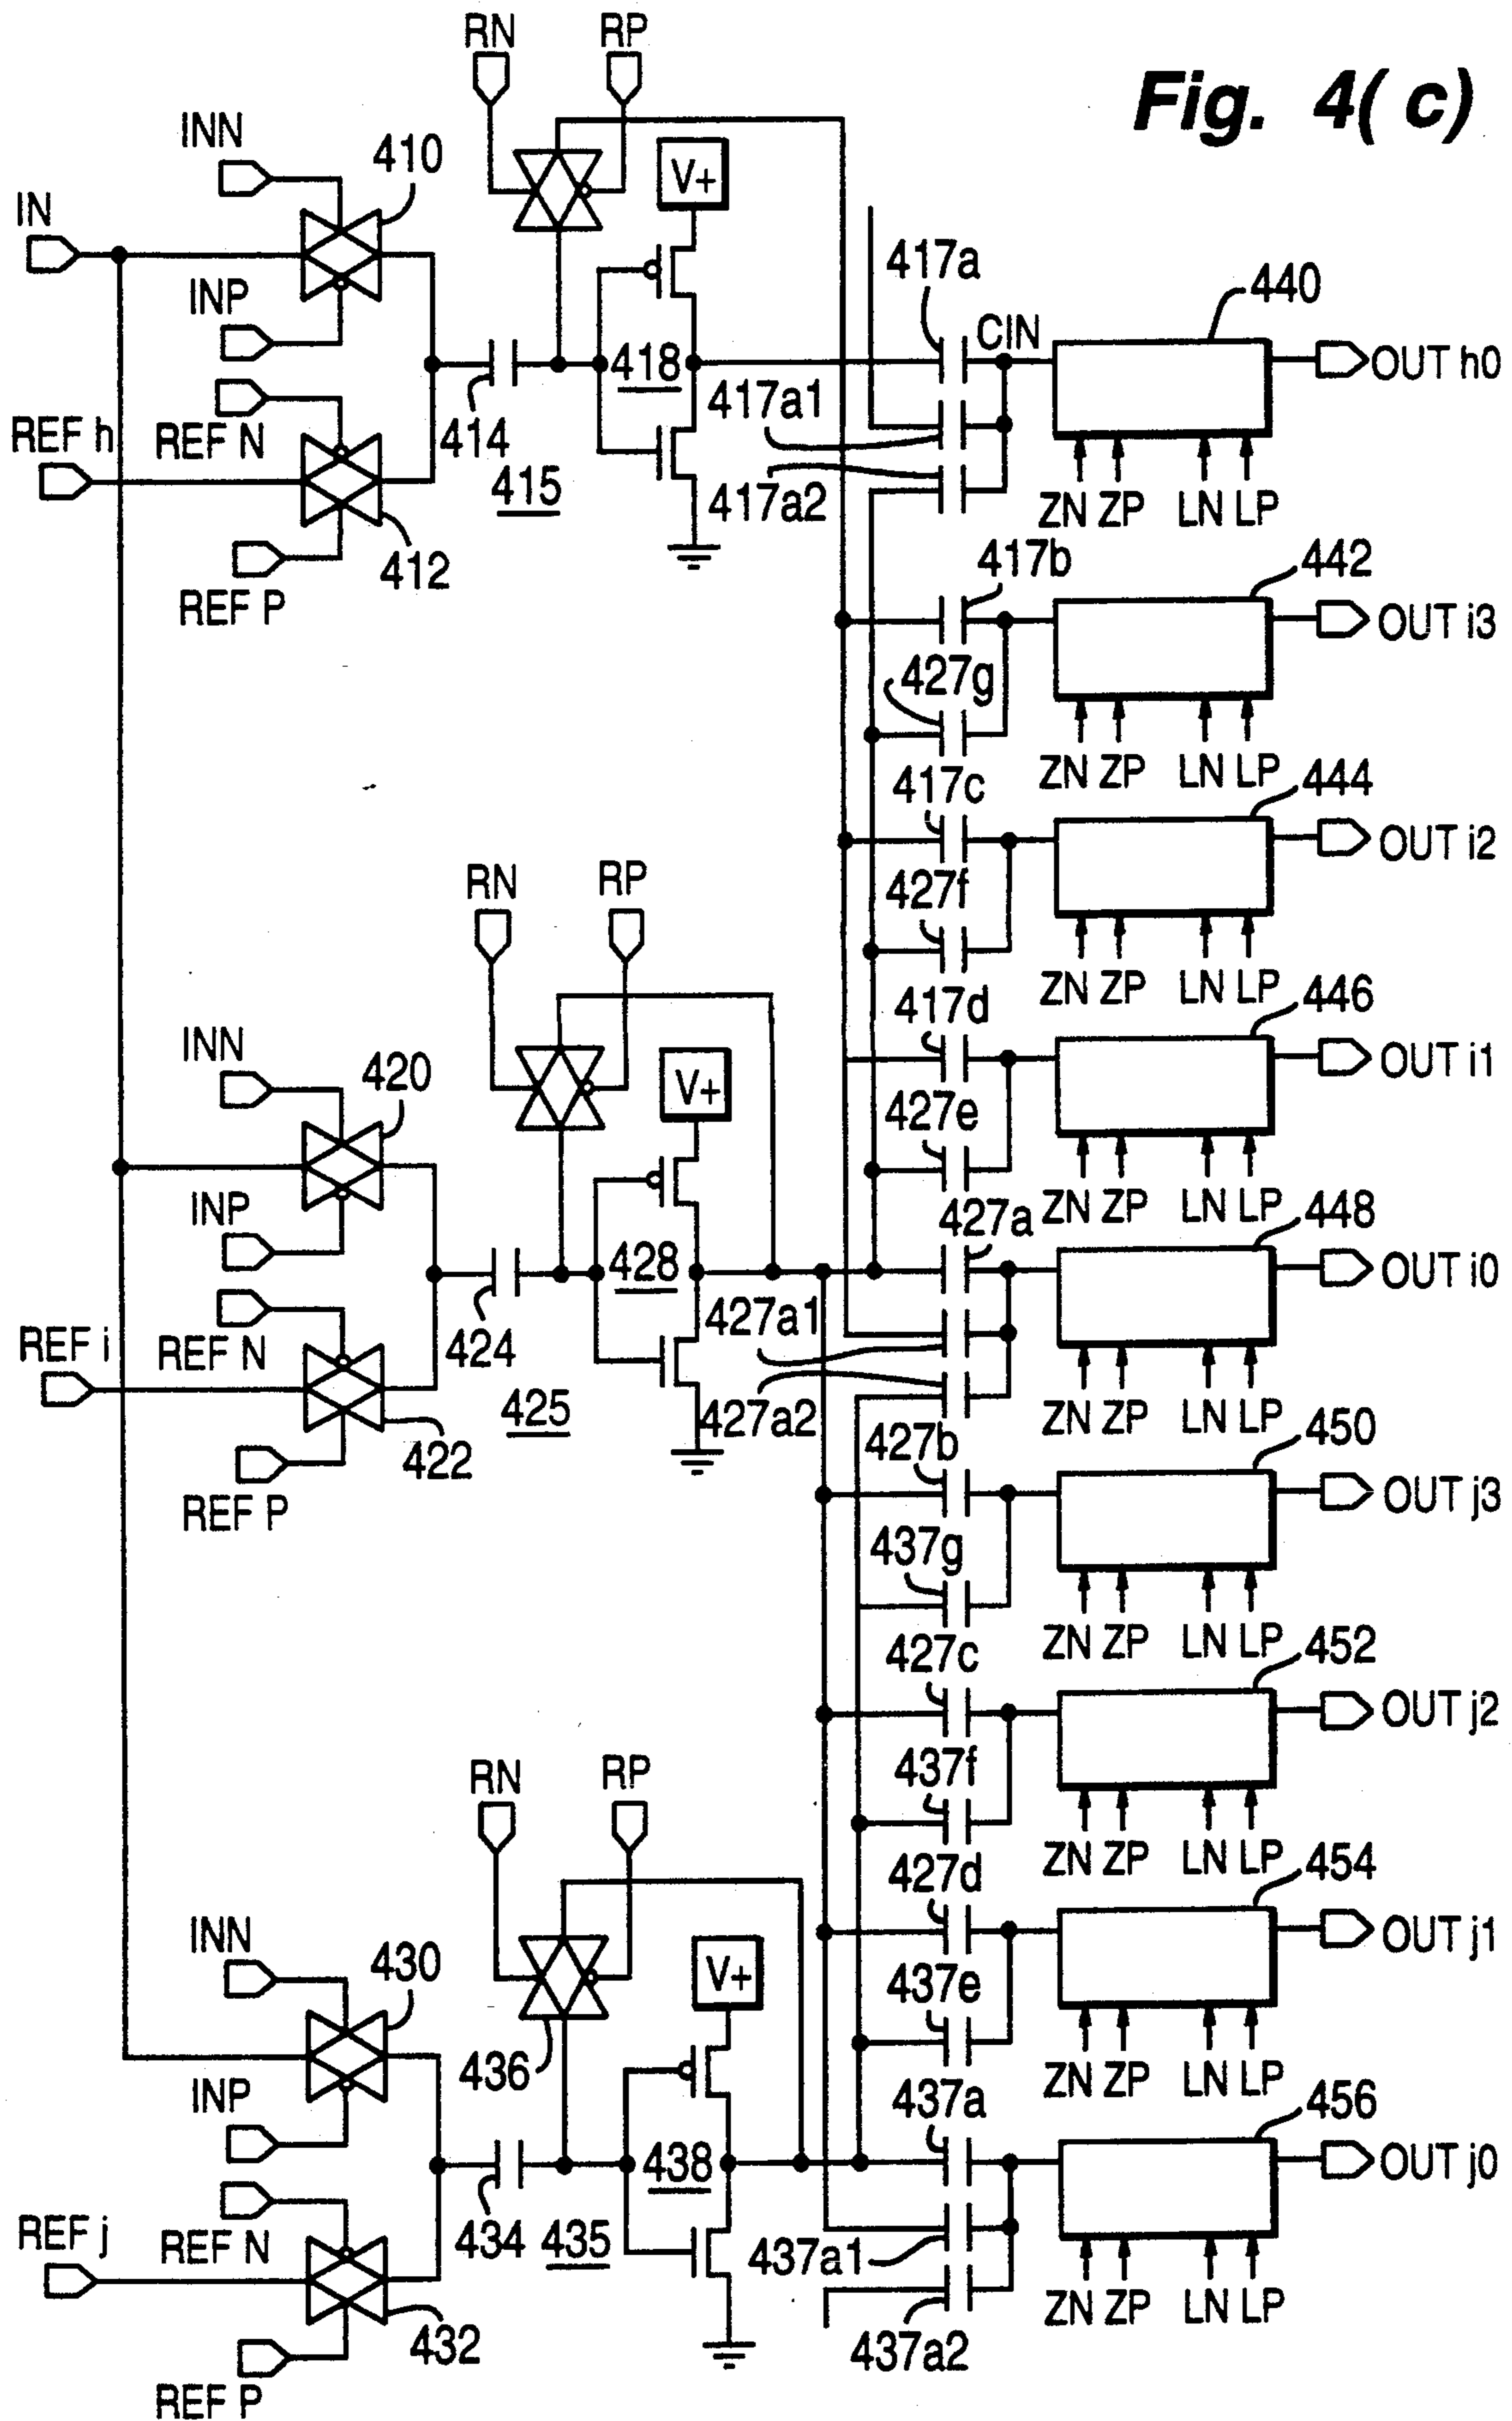 Fig. 4( c)
RN RP
INN 410
IN
V+
INP
417a
440
CIN
OUT h0
418
REF h
REF N
414
417a1
415
417a2
ZN ZP LN LP
412
REF P
417b
442
OUT i3
427g
ZN ZP LN LP
417c
444
OUT i2
RN RP
427f
ZN ZP LN LP
417d
446
INN
420
V+
OUT i1
427e
INP
ZN ZP LN LP
427a
448
428
OUT i0
REF i
REF N
424
427a1
425
427a2
ZN ZP LN LP
422
427b
450
REF P
OUT j3
437g
ZN ZP LN LP
427c
452
OUT j2
RN RP
437f
ZN ZP LN LP
427d
454
INN
430
V+
OUT j1
436
437e
INP
ZN ZP LN LP
437a
456
438
OUT j0
REF j
REF N
434
435
437a1
ZN ZP LN LP
432
437a2
REF P